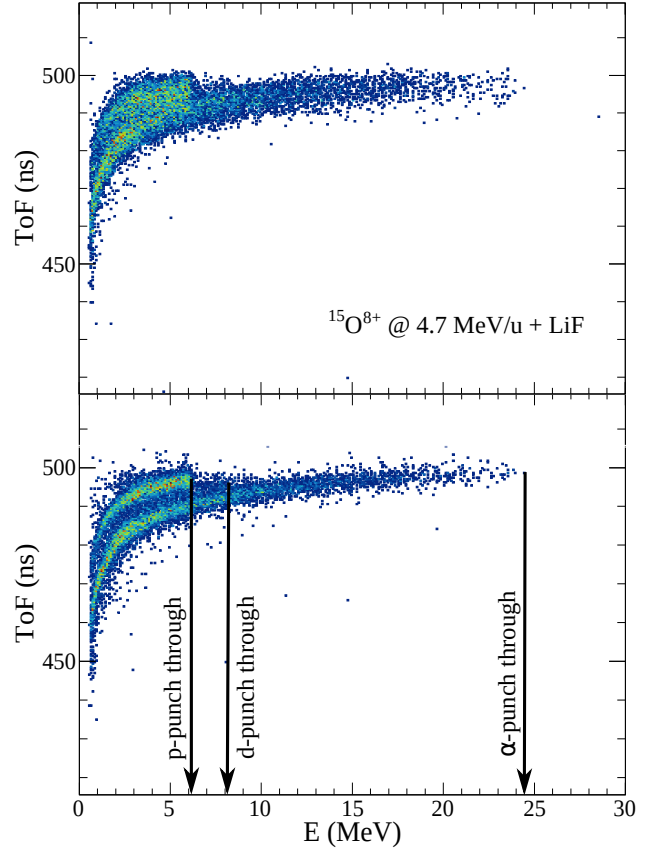 500
450
ToF (ns)
¹⁵O⁸⁺ @ 4.7 MeV/u + LiF
500
450
ToF (ns)
p-punch through
d-punch through
α-punch through
0 5 10 15 20 25 30
E (MeV)